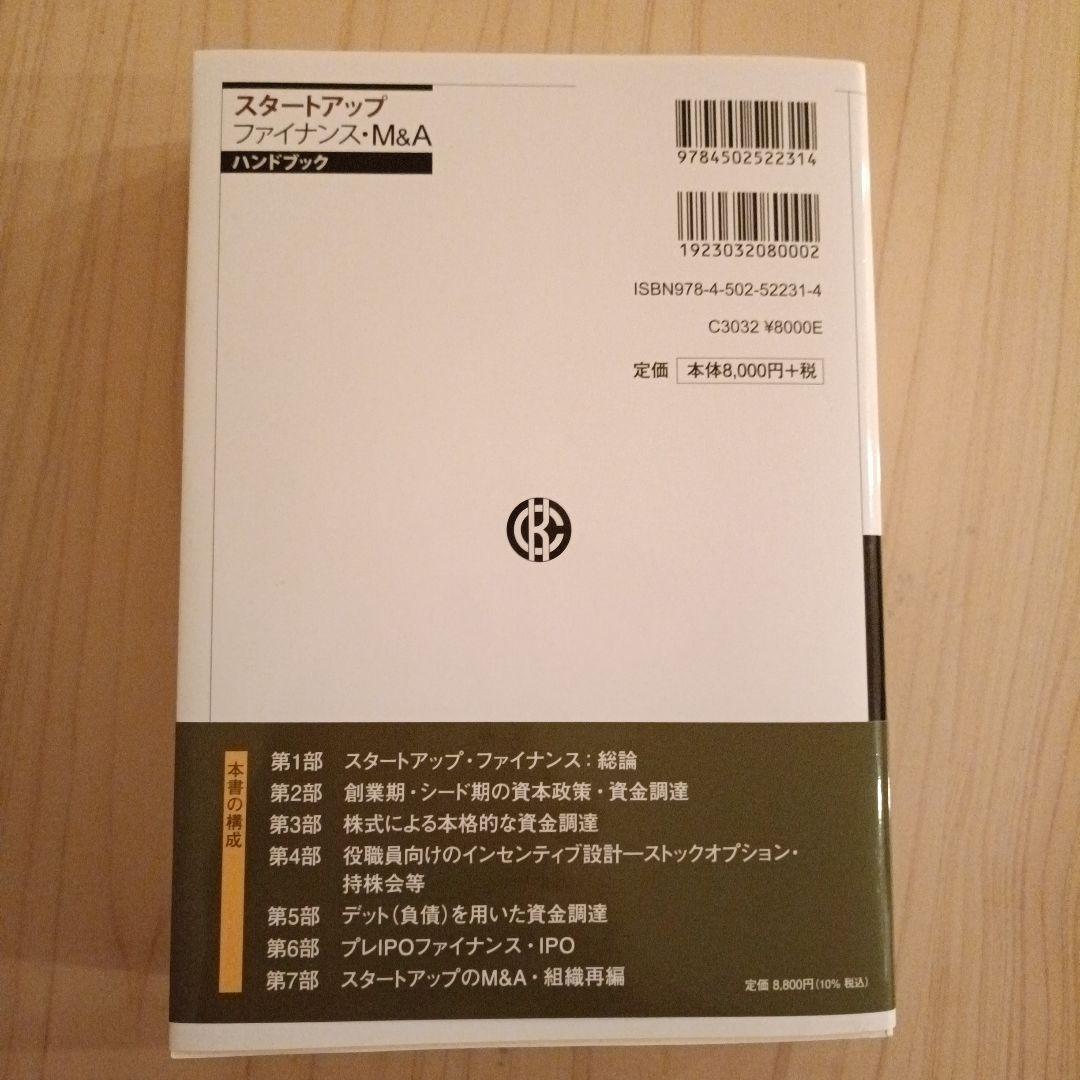 スタートアップ
ファイナンス・M&A
ハンドブック
9784502522314
1923032080002
ISBN978-4-502-52231-4
C3032 ¥8000E
定価 本体8,000円+税
CKC
本書の構成
第1部 スタートアップ・ファイナンス：総論
第2部 創業期・シード期の資本政策・資金調達
第3部 株式による本格的な資金調達
第4部 役職員向けのインセンティブ設計―ストックオプション・
持株会等
第5部 デット（負債）を用いた資金調達
第6部 プレIPOファイナンス・IPO
第7部 スタートアップのM&A・組織再編
定価 8,800円（10% 税込）